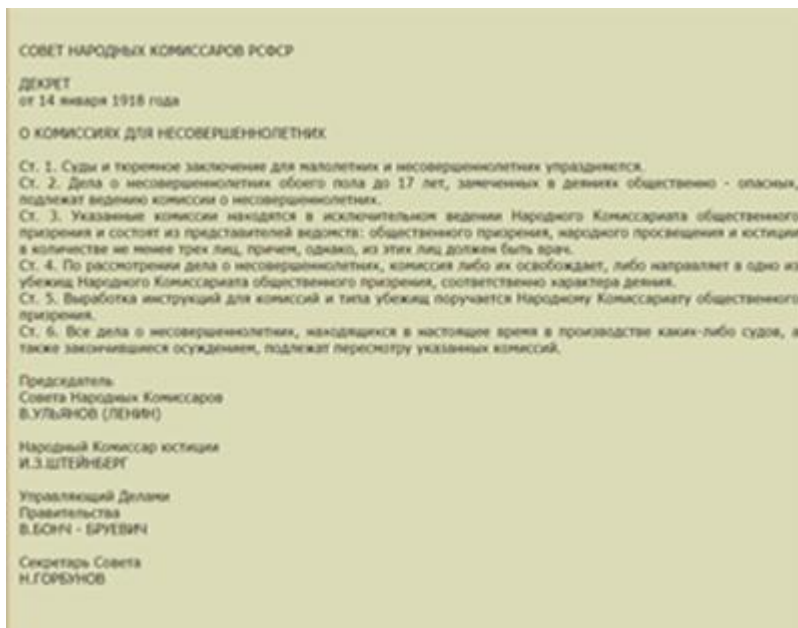 СОВЕТ НАРОДНЫХ КОМИССАРОВ РСФСР
ДЕКРЕТ
от 14 января 1918 года
О КОМИССИЯХ ДЛЯ НЕСОВЕРШЕННОЛЕТНИХ
Ст. 1. Суды и тюремное заключение для малолетних и несовершеннолетних упраздняются.
Ст. 2. Дела о несовершеннолетних обоего пола до 17 лет, замеченных в деяниях общественно - опасных,
подлежат ведению комиссии о несовершеннолетних.
Ст. 3. Указанные комиссии находятся в исключительном ведении Народного Комиссариата общественного
призрения и состоят из представителей ведомств: общественного призрения, народного просвещения и юстиции
в количестве не менее трех лиц, причем, однако, из этих лиц должен быть врач.
Ст. 4. По рассмотрении дела о несовершеннолетних, комиссия либо их освобождает, либо направляет в одно из
убежищ Народного Комиссариата общественного призрения, соответственно характера деяния.
Ст. 5. Выработка инструкций для комиссий и типа убежищ поручается Народному Комиссариату общественного
призрения.
Ст. 6. Все дела о несовершеннолетних, находящихся в настоящее время в производстве каких-либо судов, а
также закончившиеся осуждением, подлежат пересмотру указанных комиссий.
Председатель
Совета Народных Комиссаров
В.УЛЬЯНОВ (ЛЕНИН)
Народный Комиссар юстиции
И.З.ШТЕЙНБЕРГ
Управляющий Делами
Правительства
В.БОНЧ - БРУЕВИЧ
Секретарь Совета
Н.ГОРБУНОВ